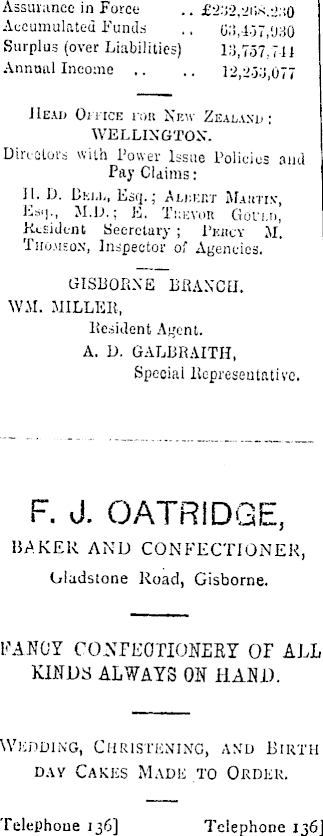 Assurance in Force .. £232,268,230
Accumulated Funds .. 63,457,930
Surplus (over Liabilities) 13,757,744
Annual Income .. .. 12,253,077
HEAD OFFICE FOR NEW ZEALAND:
WELLINGTON.
Directors with Power Issue Policies and
Pay Claims:
H. D. BELL, Esq.; ALBERT MARTIN,
Esq., M.D.; E. TREVOR GOULD,
Resident Secretary; PERCY M.
THOMSON, Inspector of Agencies.
GISBORNE BRANCH.
WM. MILLER,
Resident Agent.
A. D. GALBRAITH,
Special Representative.
F. J. OATRIDGE,
BAKER AND CONFECTIONER,
Gladstone Road, Gisborne.
FANCY CONFECTIONERY OF ALL
KINDS ALWAYS ON HAND.
WEDDING, CHRISTENING, AND BIRTH
DAY CAKES MADE TO ORDER.
Telephone 136] Telephone 136]